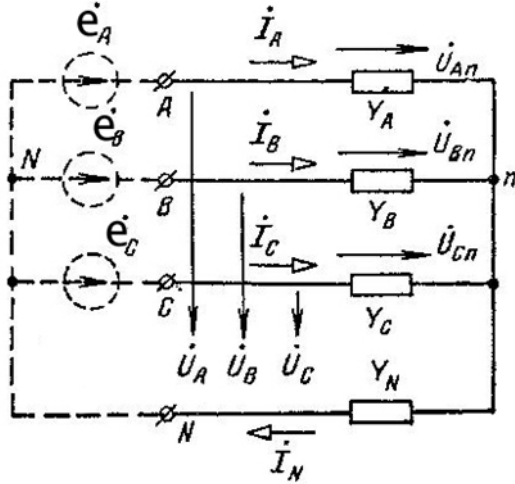 ė_A İ_A U̇_An
A Y_A
ė_B İ_B U̇_Bn
N B Y_B n
ė_C İ_C U̇_Cn
C Y_C
U̇_A U̇_B U̇_C Y_N
N İ_N